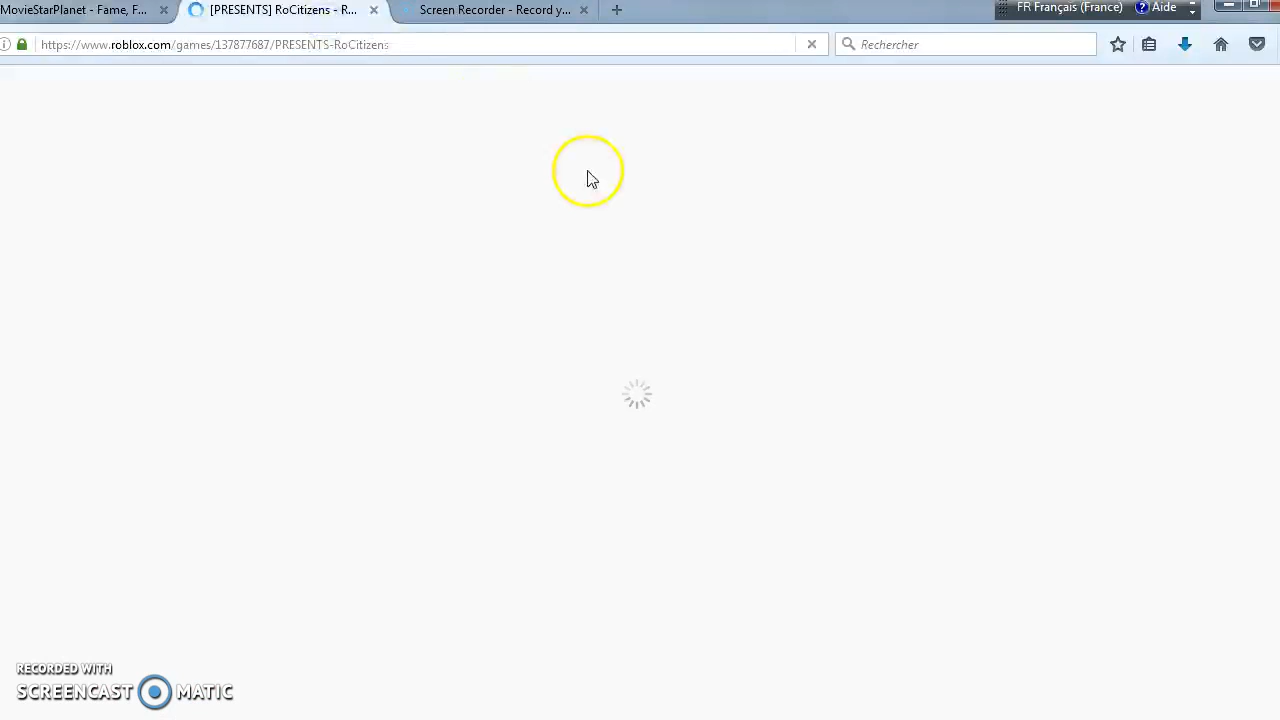 MovieStarPlanet - Fame, F...
[PRESENTS] RoCitizens - R...
Screen Recorder - Record y...
FR Français (France)
Aide
https://www.roblox.com/games/137877687/PRESENTS-RoCitizens
Rechercher
RECORDED WITH
SCREENCAST MATIC